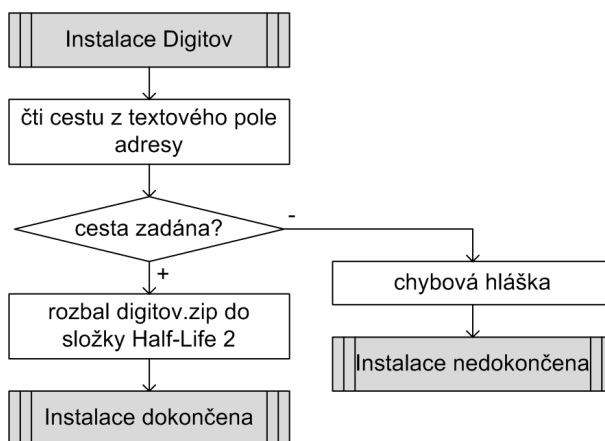 Instalace Digitov
čti cestu z textového pole
adresy
cesta zadána?
-
+
rozbal digitov.zip do
složky Half-Life 2
chybová hláška
Instalace nedokončena
Instalace dokončena